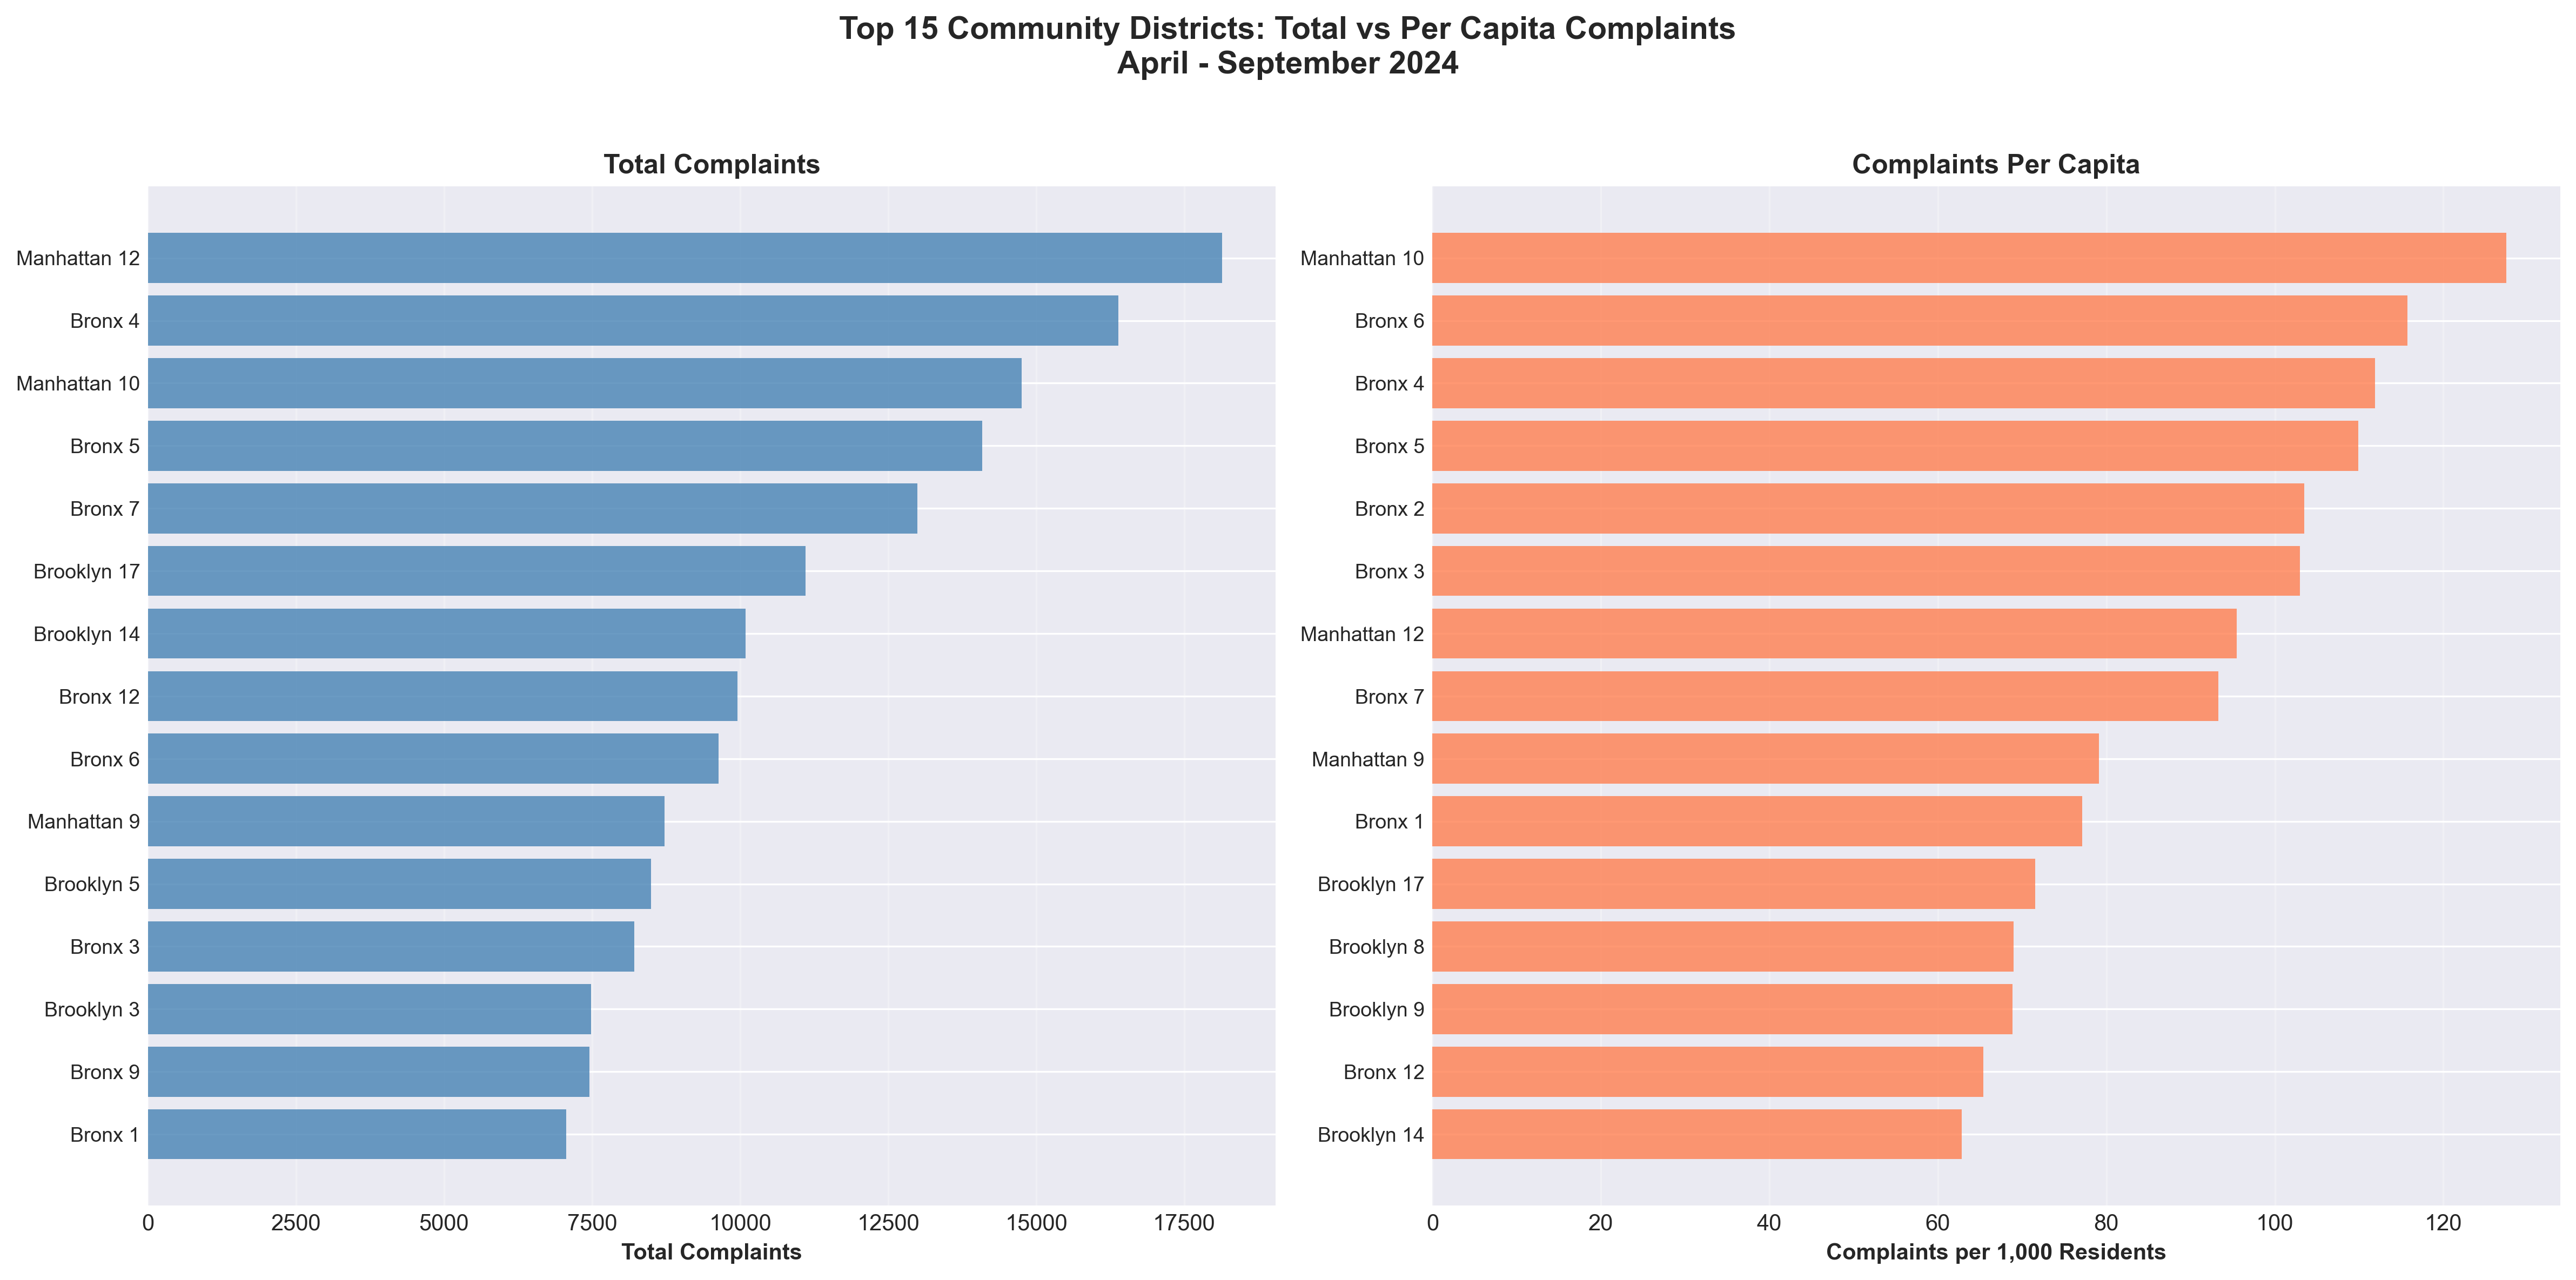 Top 15 Community Districts: Total vs Per Capita Complaints
April - September 2024
Total Complaints
Manhattan 12
Bronx 4
Manhattan 10
Bronx 5
Bronx 7
Brooklyn 17
Brooklyn 14
Bronx 12
Bronx 6
Manhattan 9
Brooklyn 5
Bronx 3
Brooklyn 3
Bronx 9
Bronx 1
0 2500 5000 7500 10000 12500 15000 17500
Total Complaints
Complaints Per Capita
Manhattan 10
Bronx 6
Bronx 4
Bronx 5
Bronx 2
Bronx 3
Manhattan 12
Bronx 7
Manhattan 9
Bronx 1
Brooklyn 17
Brooklyn 8
Brooklyn 9
Bronx 12
Brooklyn 14
0 20 40 60 80 100 120
Complaints per 1,000 Residents